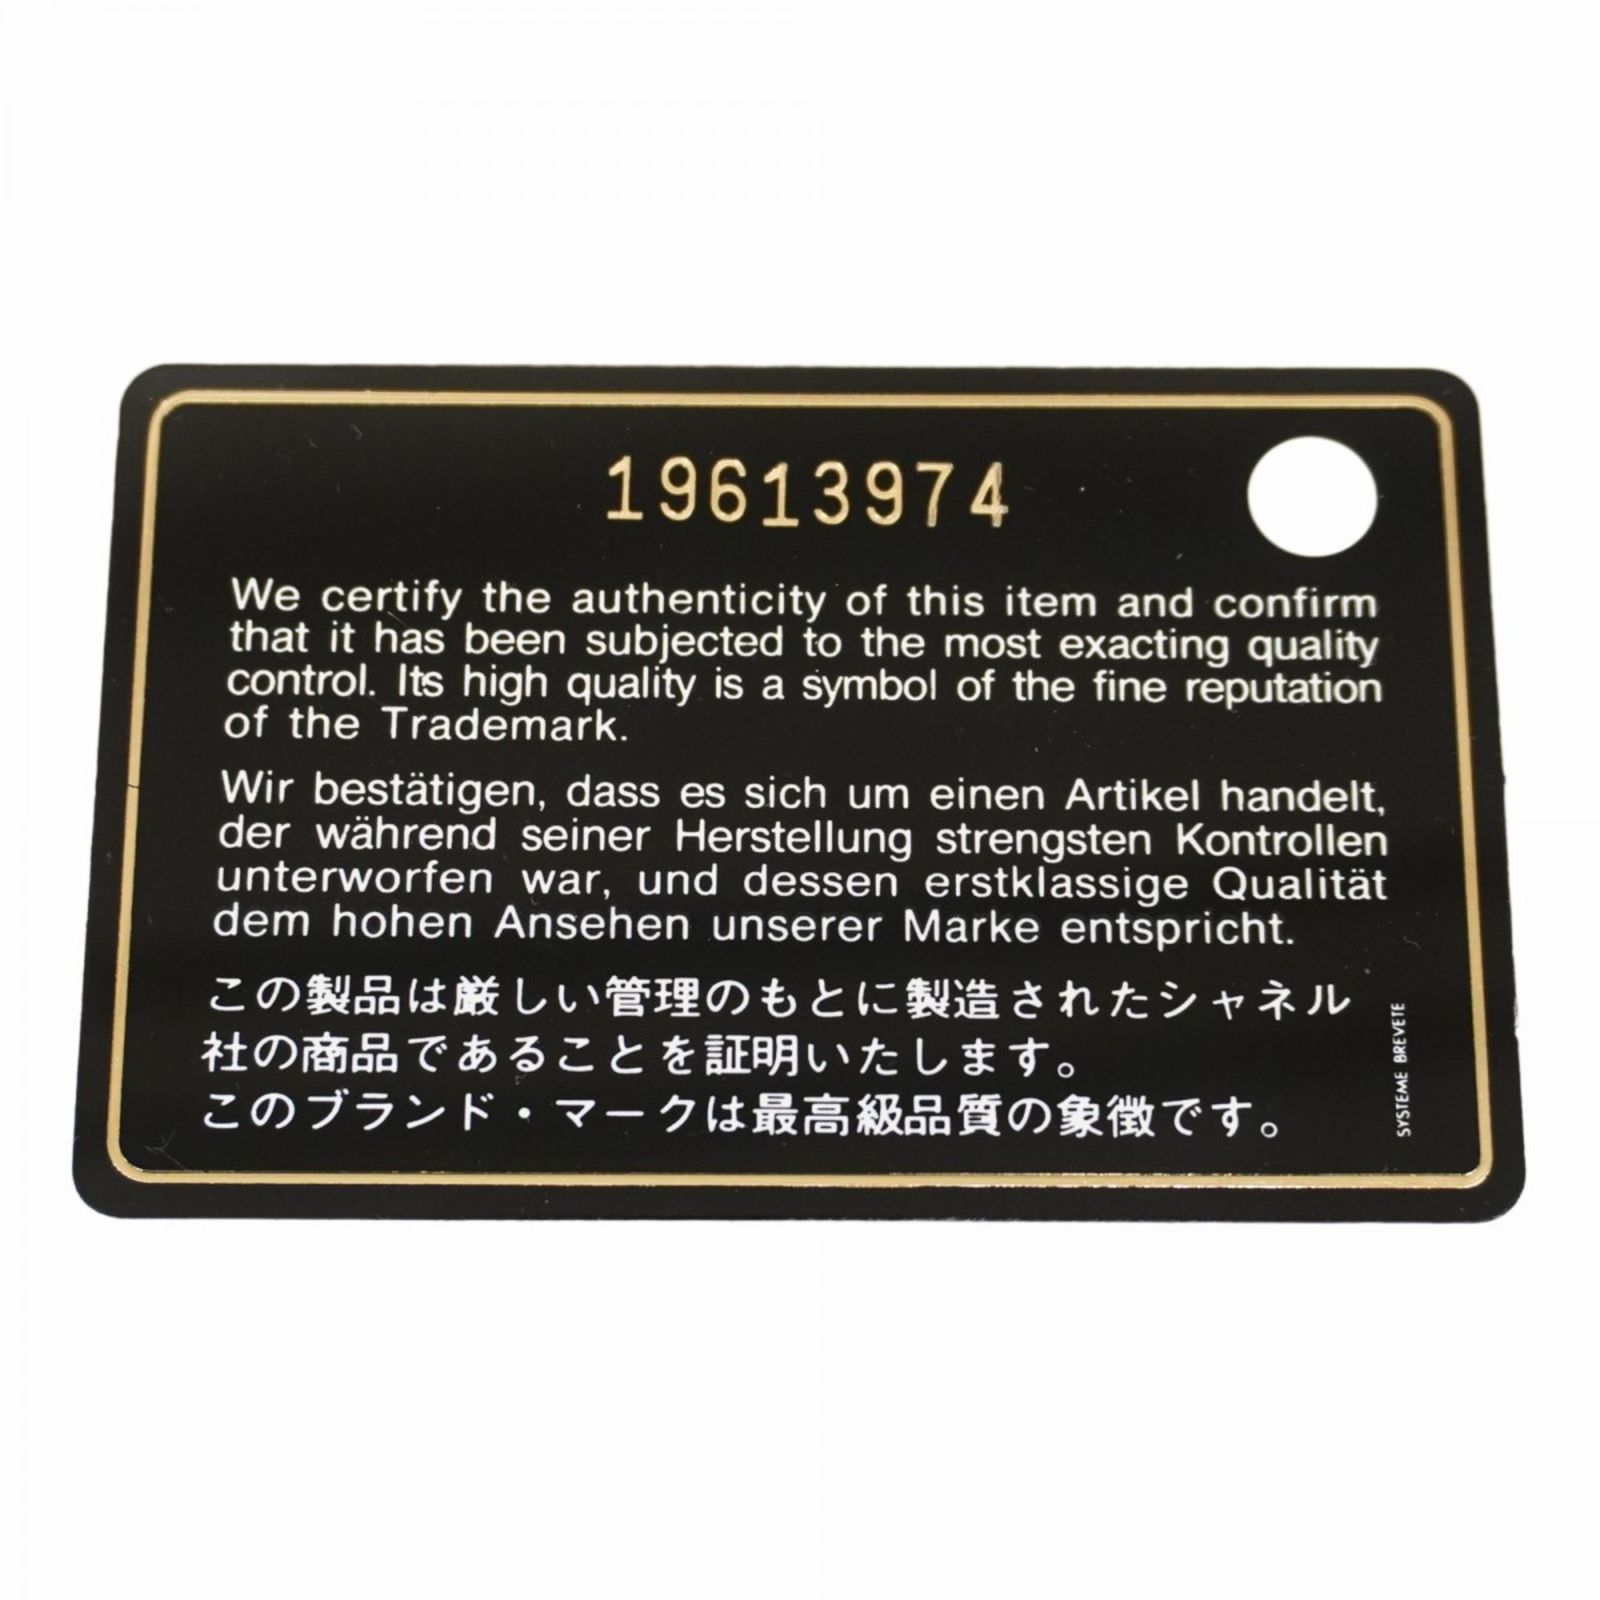 19613974
We certify the authenticity of this item and confirm
that it has been subjected to the most exacting quality
control. Its high quality is a symbol of the fine reputation
of the Trademark.
Wir bestätigen, dass es sich um einen Artikel handelt,
der während seiner Herstellung strengsten Kontrollen
unterworfen war, und dessen erstklassige Qualität
dem hohen Ansehen unserer Marke entspricht.
この製品は厳しい管理のもとに製造されたシャネル
社の商品であることを証明いたします。
このブランド・マークは最高級品質の象徴です。
SYSTEME BREVETE